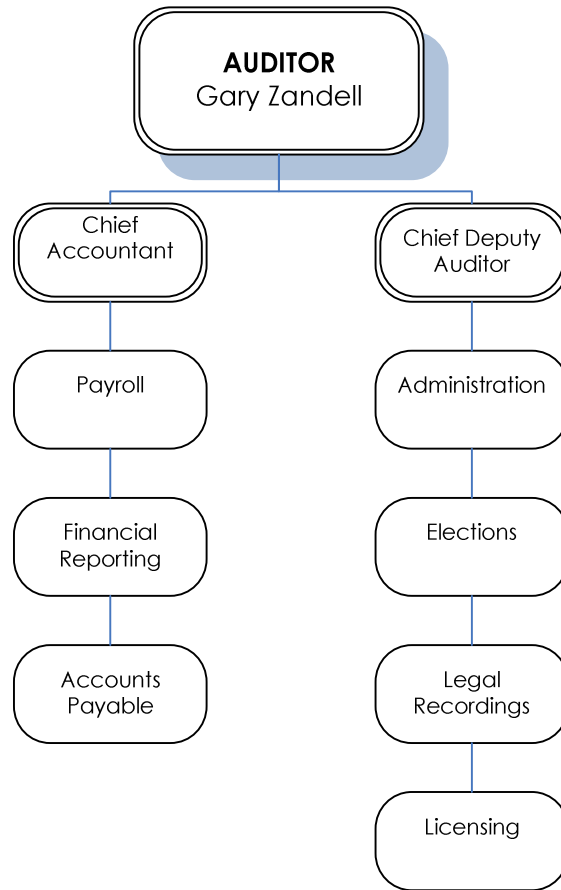 AUDITOR
Gary Zandell
Chief
Accountant
Chief Deputy
Auditor
Payroll
Administration
Financial
Reporting
Elections
Accounts
Payable
Legal
Recordings
Licensing